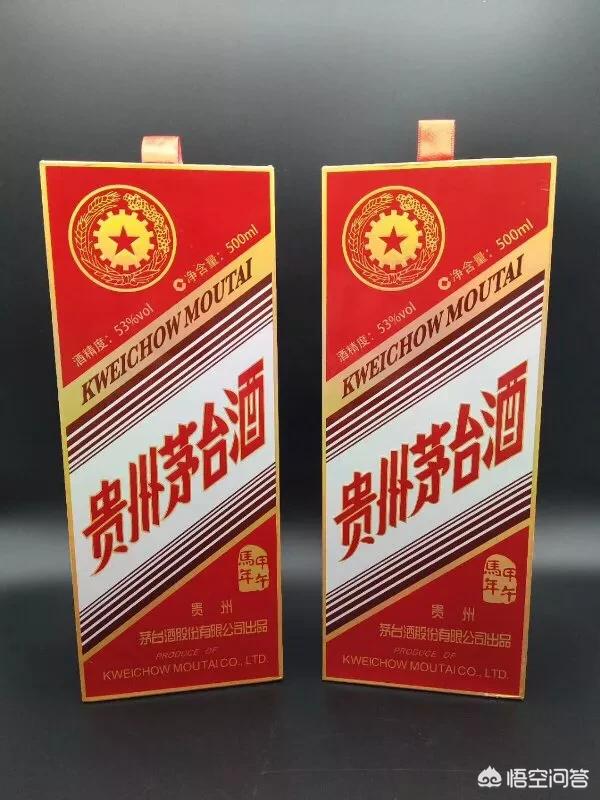 酒精度：53%vol
净含量：500ml
KWEICHOW MOUTAI
贵州茅台酒
甲午
馬年
贵 州
茅台酒股份有限公司出品
PRODUCE OF
KWEICHOW MOUTAI CO., LTD.
酒精度：53%vol
净含量：500ml
KWEICHOW MOUTAI
贵州茅台酒
甲午
馬年
贵 州
茅台酒股份有限公司出品
PRODUCE OF
KWEICHOW MOUTAI CO., LTD.
悟空问答